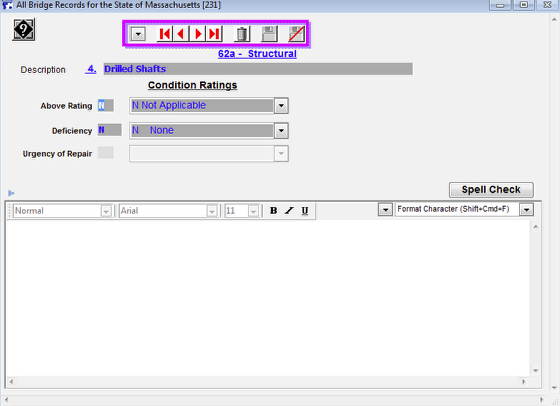 All Bridge Records for the State of Massachusetts [231]
?
62a - Structural
Description 4. Drilled Shafts
Condition Ratings
Above Rating N N Not Applicable
Deficiency N N None
Urgency of Repair
Spell Check
Normal Arial 11 B I U Format Character (Shift+Cmd+F)